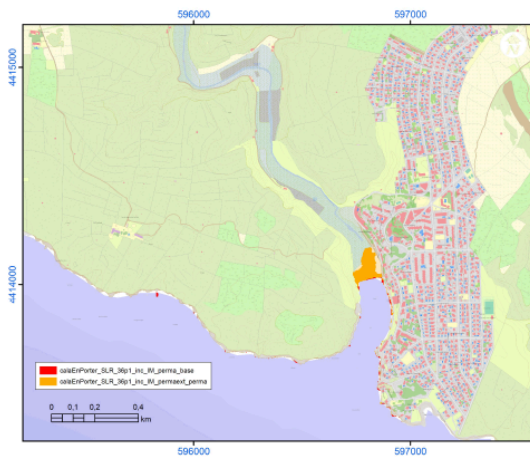 596000 597000
4415000
4414000
calaEnPorter_SLR_36p1_inc_IM_perma_base
calaEnPorter_SLR_36p1_inc_IM_permaext_perma
0 0,1 0,2 0,4
km
596000 597000